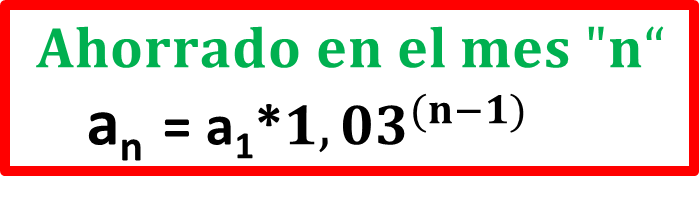 Ahorrado en el mes "n“
aₙ = a₁*1,03⁽ⁿ⁻¹⁾